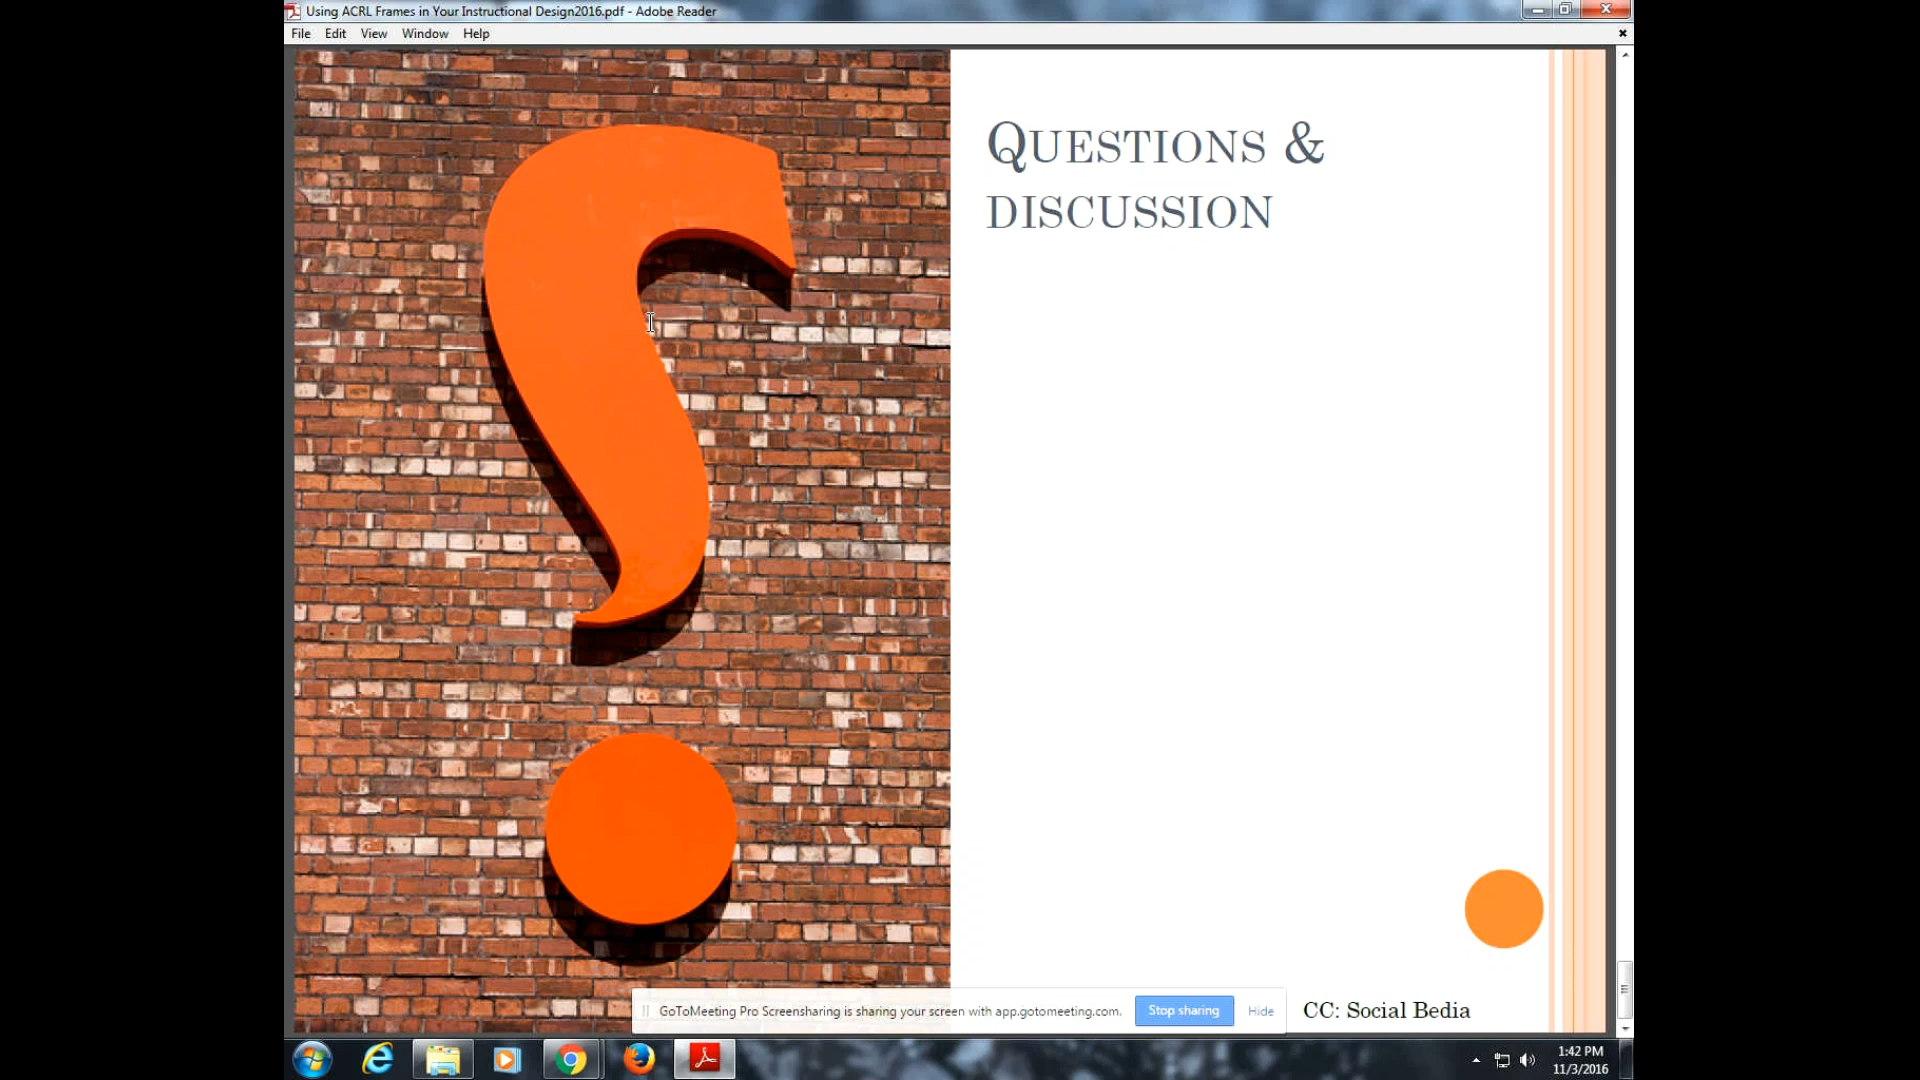 Using ACRL Frames in Your Instructional Design2016.pdf - Adobe Reader
File Edit View Window Help
QUESTIONS &
DISCUSSION
GoToMeeting Pro Screensharing is sharing your screen with app.gotomeeting.com. Stop sharing Hide
CC: Social Bedia
1:42 PM
11/3/2016